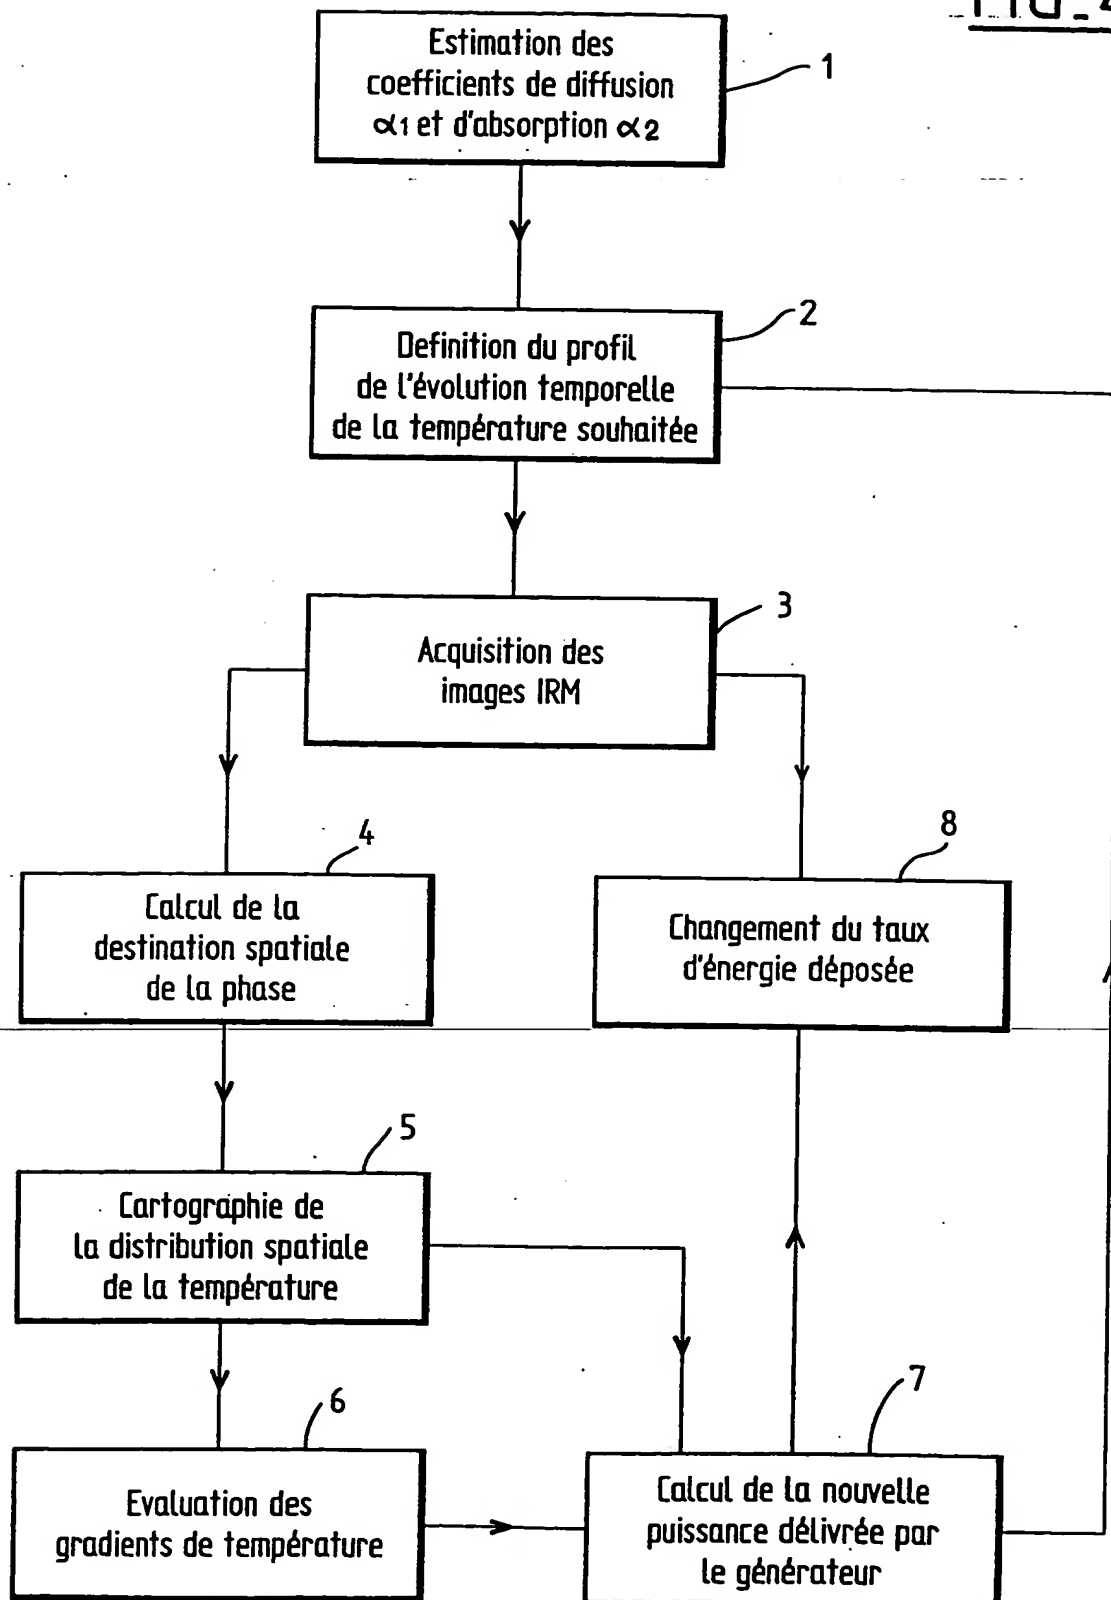 FIG_4
Estimation des
coefficients de diffusion
α1 et d'absorption α2
1
Definition du profil
de l'évolution temporelle
de la température souhaitée
2
Acquisition des
images IRM
3
Calcul de la
destination spatiale
de la phase
4
Changement du taux
d'énergie déposée
8
Cartographie de
la distribution spatiale
de la température
5
Evaluation des
gradients de température
6
Calcul de la nouvelle
puissance délivrée par
le générateur
7